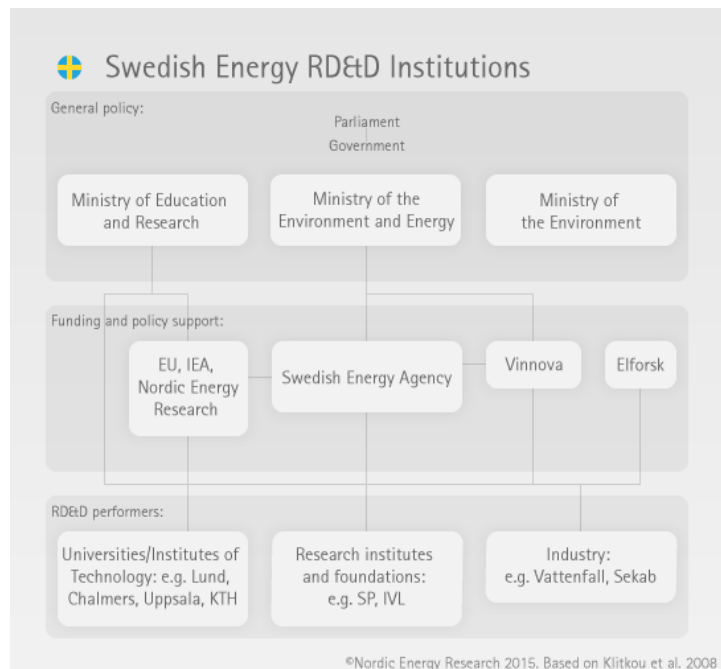 Swedish Energy RD&D Institutions
General policy:
Parliament
Government
Ministry of Education
and Research
Ministry of the
Environment and Energy
Ministry of
the Environment
Funding and policy support:
EU, IEA,
Nordic Energy
Research
Swedish Energy Agency
Vinnova
Elforsk
RD&D performers:
Universities/Institutes of
Technology: e.g. Lund,
Chalmers, Uppsala, KTH
Research institutes
and foundations:
e.g. SP, IVL
Industry:
e.g. Vattenfall, Sekab
©Nordic Energy Research 2015. Based on Klitkou et al. 2008